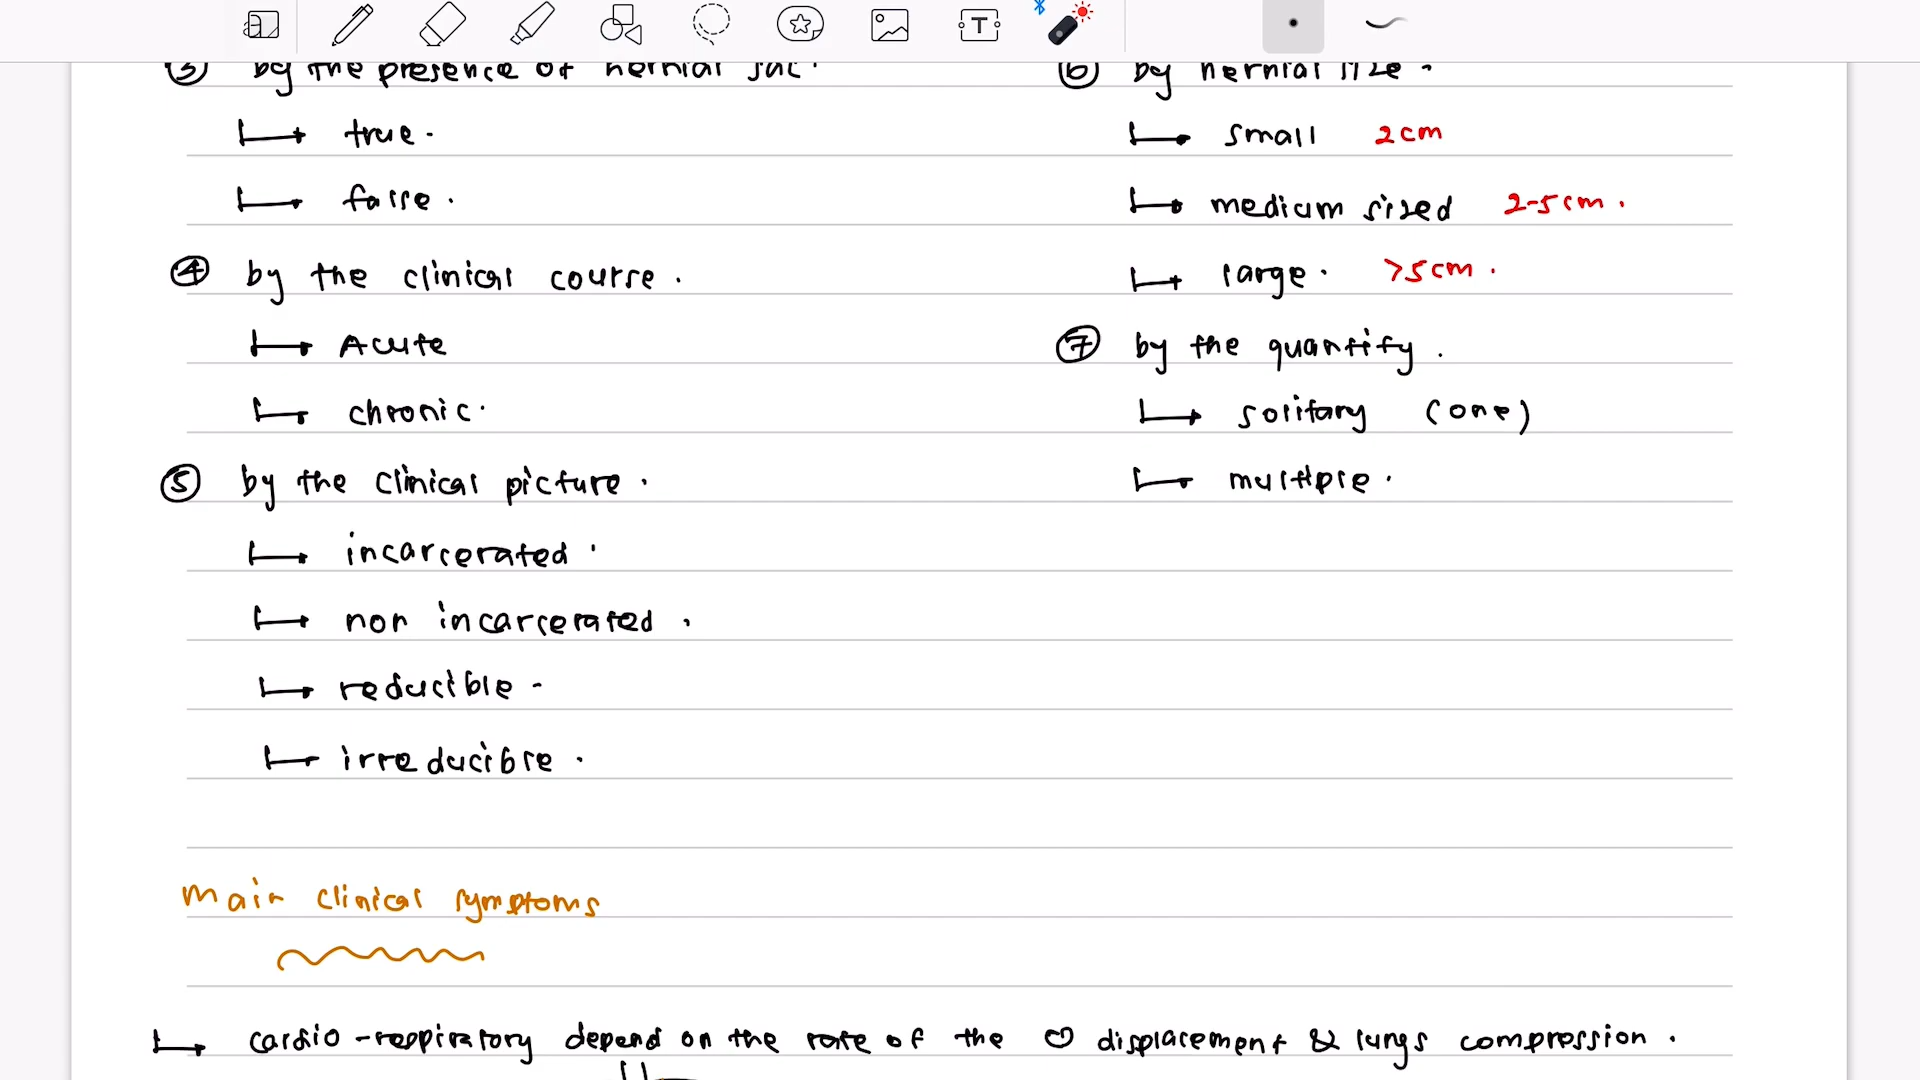 ③ by the presence of hernial sac.
↦ true.
↦ false.
④ by the clinical course.
↦ Acute
↦ chronic.
⑤ by the clinical picture.
↦ incarcerated.
↦ non incarcerated.
↦ reducible -
↦ irreducible.
⑥ by hernial size -
↦ small 2cm
↦ medium sized 2-5cm.
↦ large. >5cm.
⑦ by the quantity.
↦ solitary (one)
↦ multiple.
Main clinical symptoms
↦ cardio-respiratory depend on the rate of the ♡ displacement & lungs compression.